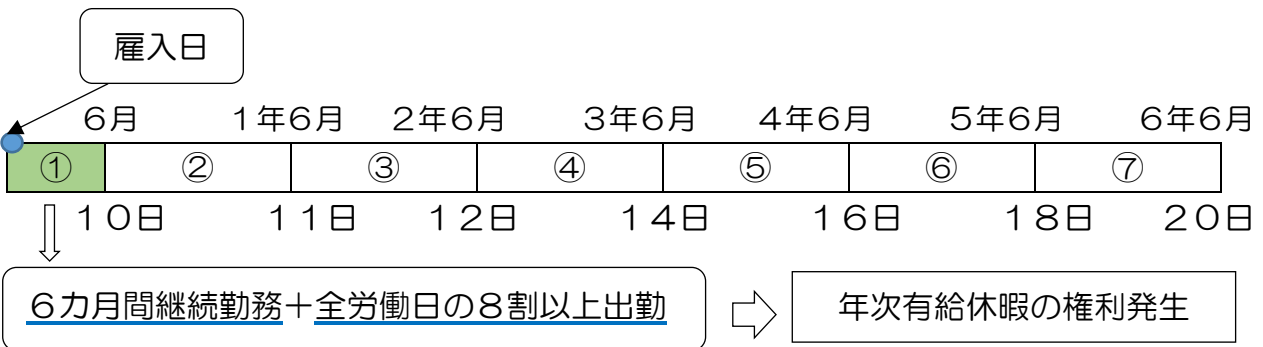 雇入日
６月 １年６月 ２年６月 ３年６月 ４年６月 ５年６月 ６年６月
① ② ③ ④ ⑤ ⑥ ⑦
１０日 １１日 １２日 １４日 １６日 １８日 ２０日
６カ月間継続勤務＋全労働日の８割以上出勤 年次有給休暇の権利発生